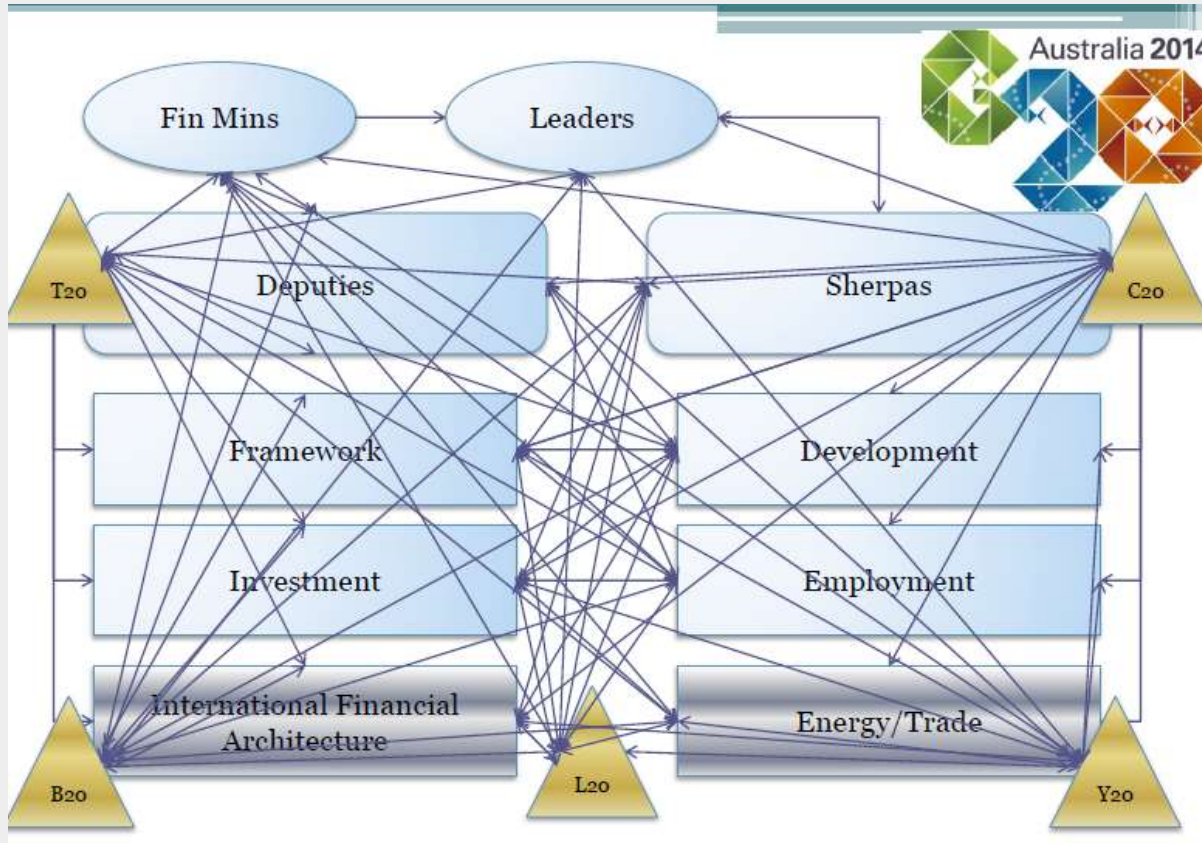 Australia 2014
Fin Mins
Leaders
T20
Deputies
Sherpas
C20
Framework
Development
Investment
Employment
International Financial
Architecture
Energy/Trade
B20
L20
Y20